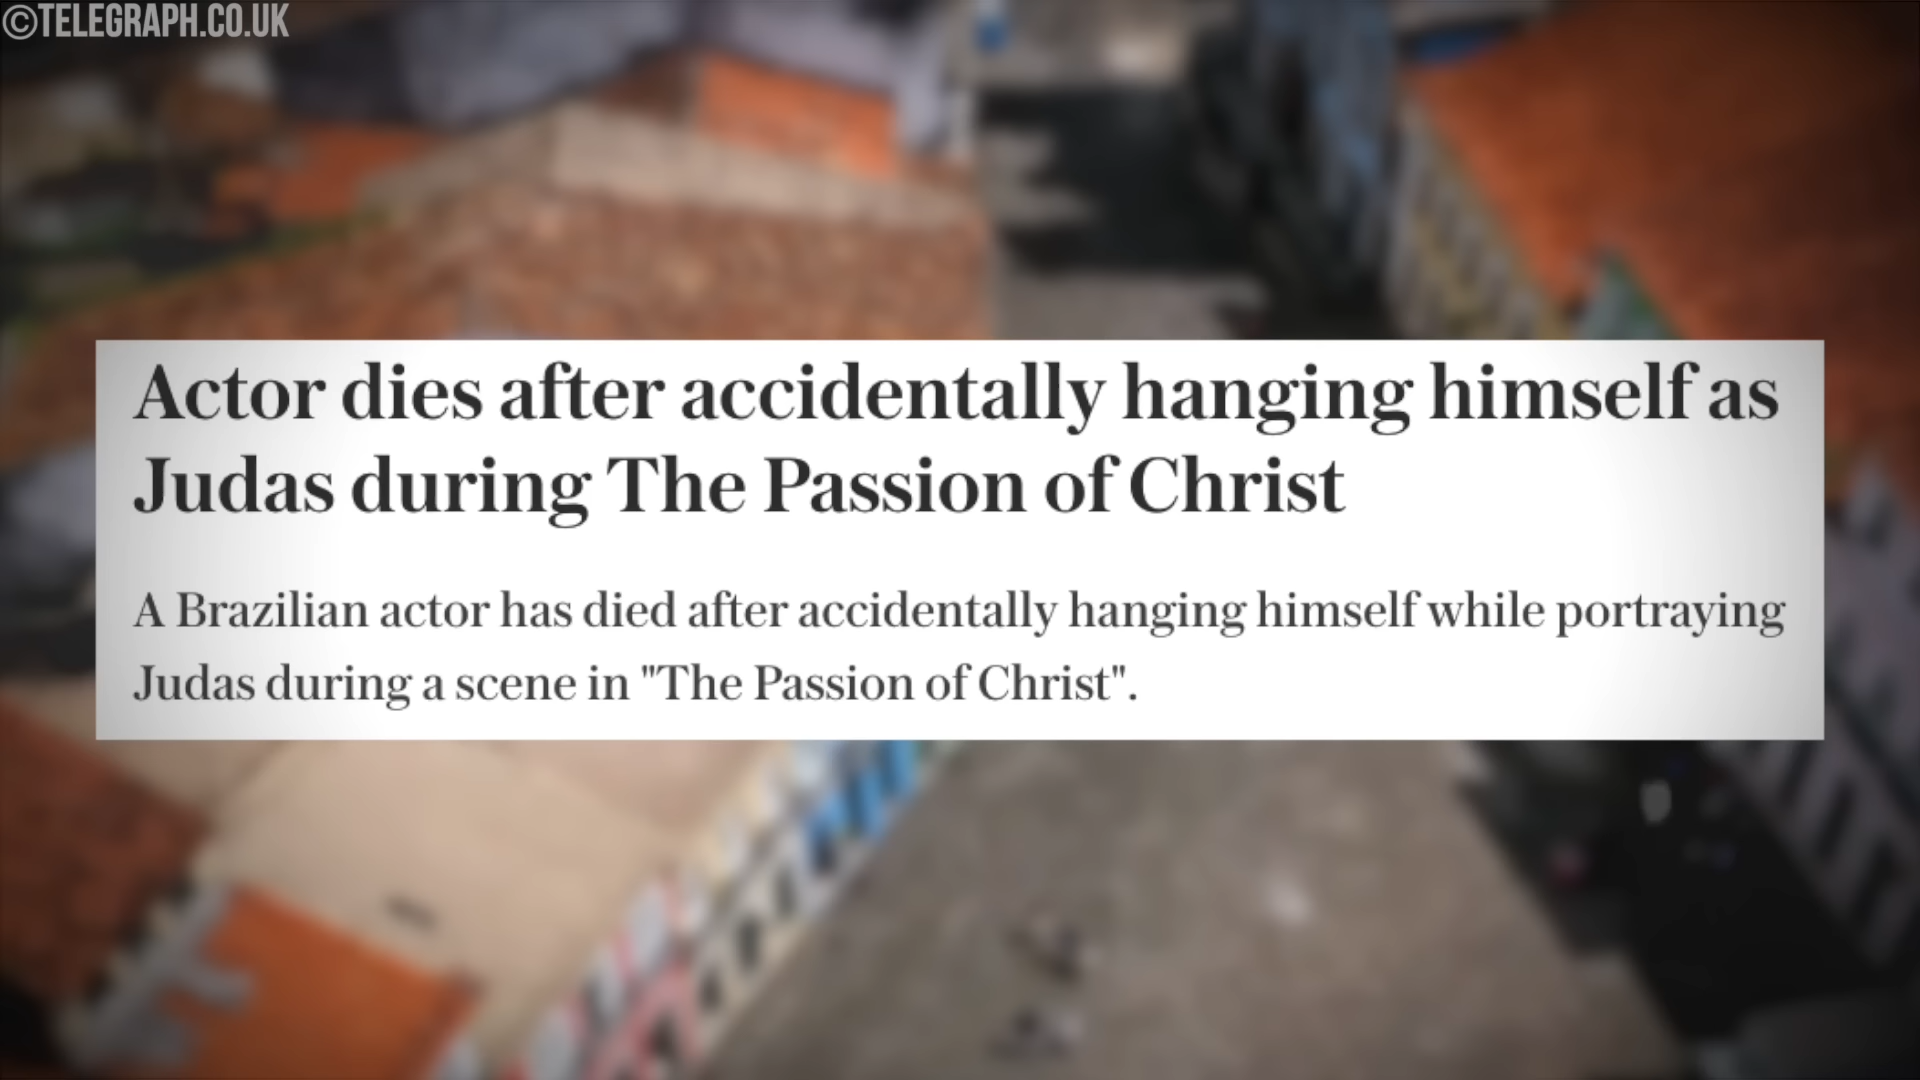 ©TELEGRAPH.CO.UK
Actor dies after accidentally hanging himself as
Judas during The Passion of Christ
A Brazilian actor has died after accidentally hanging himself while portraying
Judas during a scene in "The Passion of Christ".